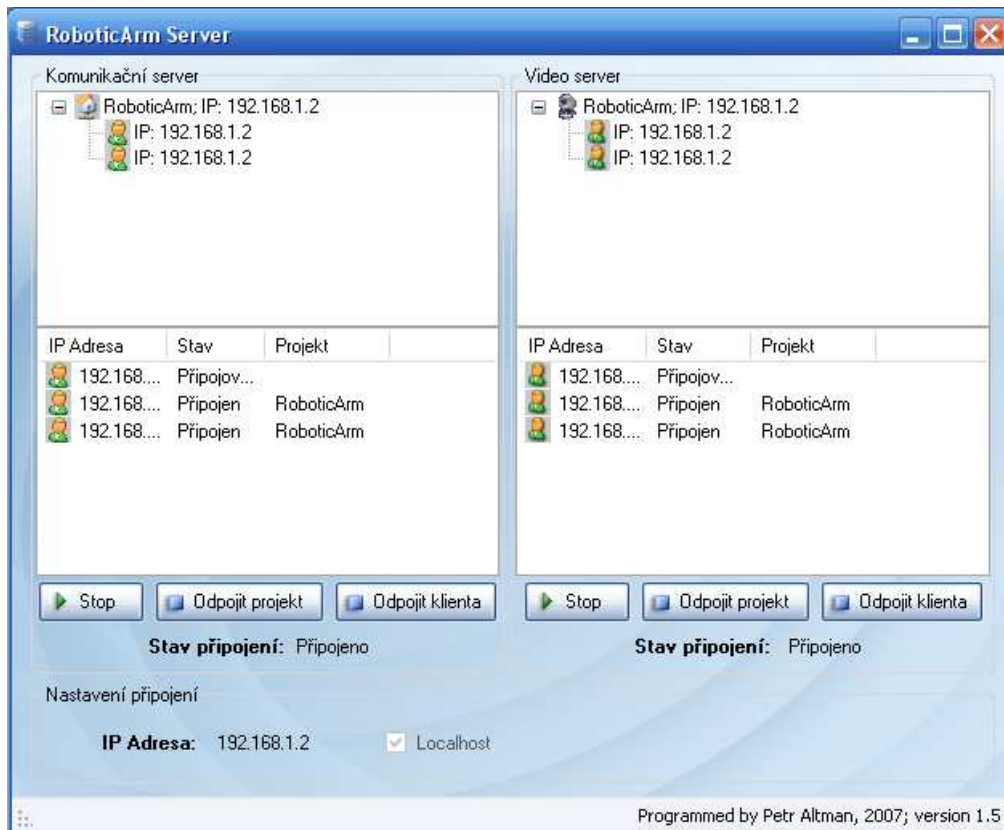 RoboticArm Server
Komunikační server
RoboticArm; IP: 192.168.1.2
IP: 192.168.1.2
IP: 192.168.1.2
IP Adresa Stav Projekt
192.168.... Připojov...
192.168.... Připojen RoboticArm
192.168.... Připojen RoboticArm
Stop Odpojit projekt Odpojit klienta
Stav připojení: Připojeno
Video server
RoboticArm; IP: 192.168.1.2
IP: 192.168.1.2
IP: 192.168.1.2
IP Adresa Stav Projekt
192.168.... Připojov...
192.168.... Připojen RoboticArm
192.168.... Připojen RoboticArm
Stop Odpojit projekt Odpojit klienta
Stav připojení: Připojeno
Nastavení připojení
IP Adresa: 192.168.1.2 Localhost
Programmed by Petr Altman, 2007; version 1.5